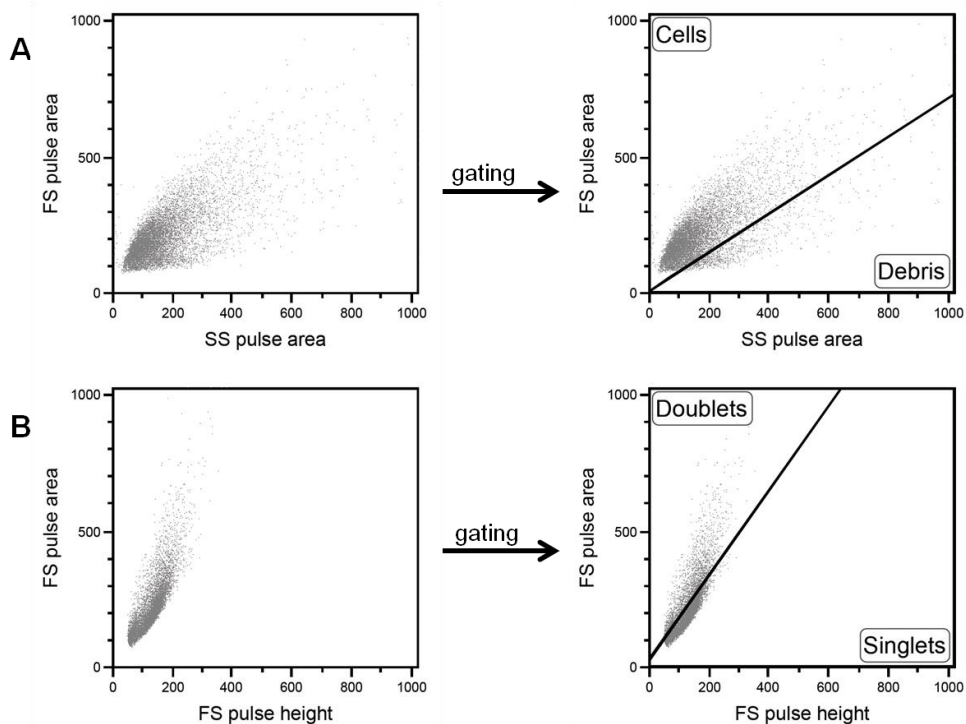 A
1000
500
0
FS pulse area
0
200
400
600
800
1000
SS pulse area
gating
1000
500
0
FS pulse area
Cells
Debris
0
200
400
600
800
1000
SS pulse area
B
1000
500
0
FS pulse area
0
200
400
600
800
1000
FS pulse height
gating
1000
500
0
FS pulse area
Doublets
Singlets
0
200
400
600
800
1000
FS pulse height